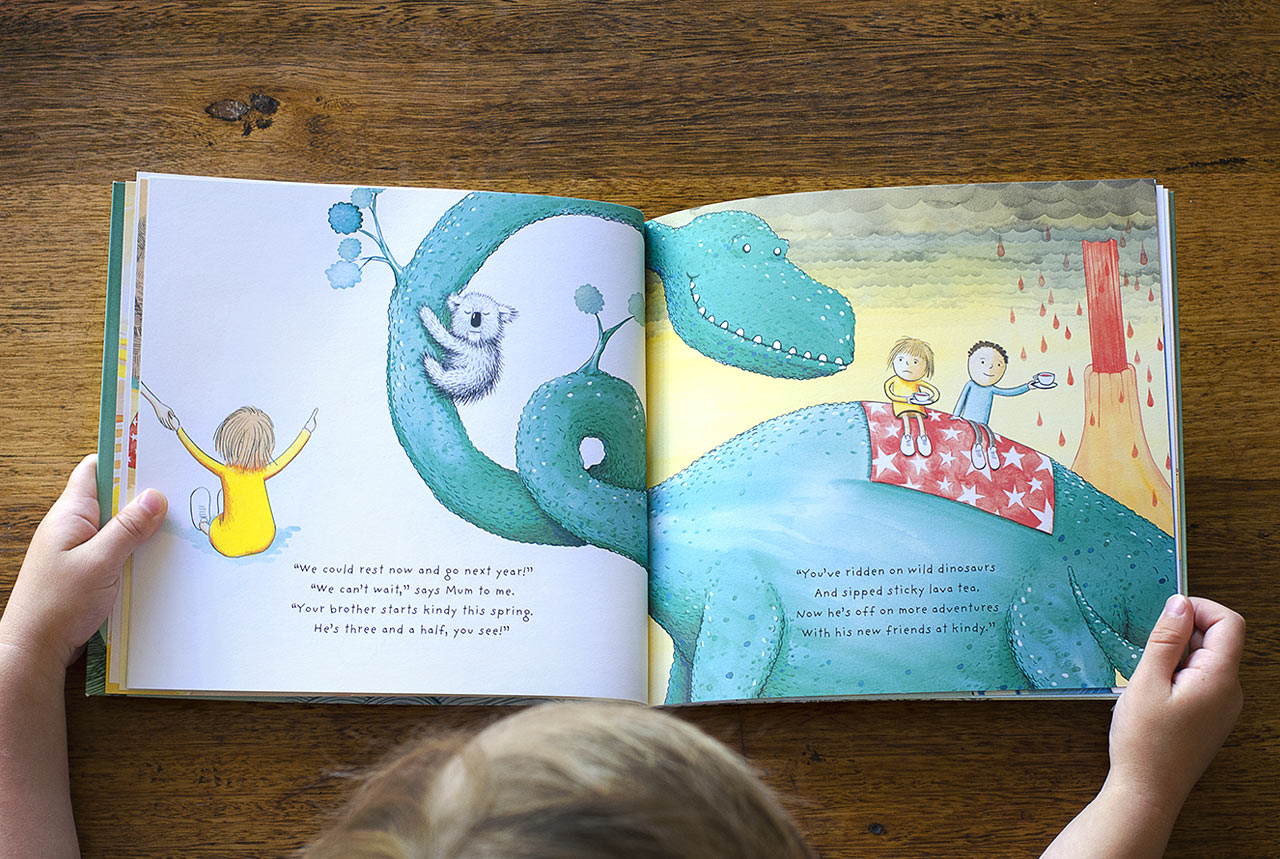 “We could rest now and go next year!”
“We can’t wait,” says Mum to me.
“Your brother starts kindy this spring.
He’s three and a half, you see!”
“You’ve ridden on wild dinosaurs
And sipped sticky lava tea.
Now he’s off on more adventures
With his new friends at kindy.”